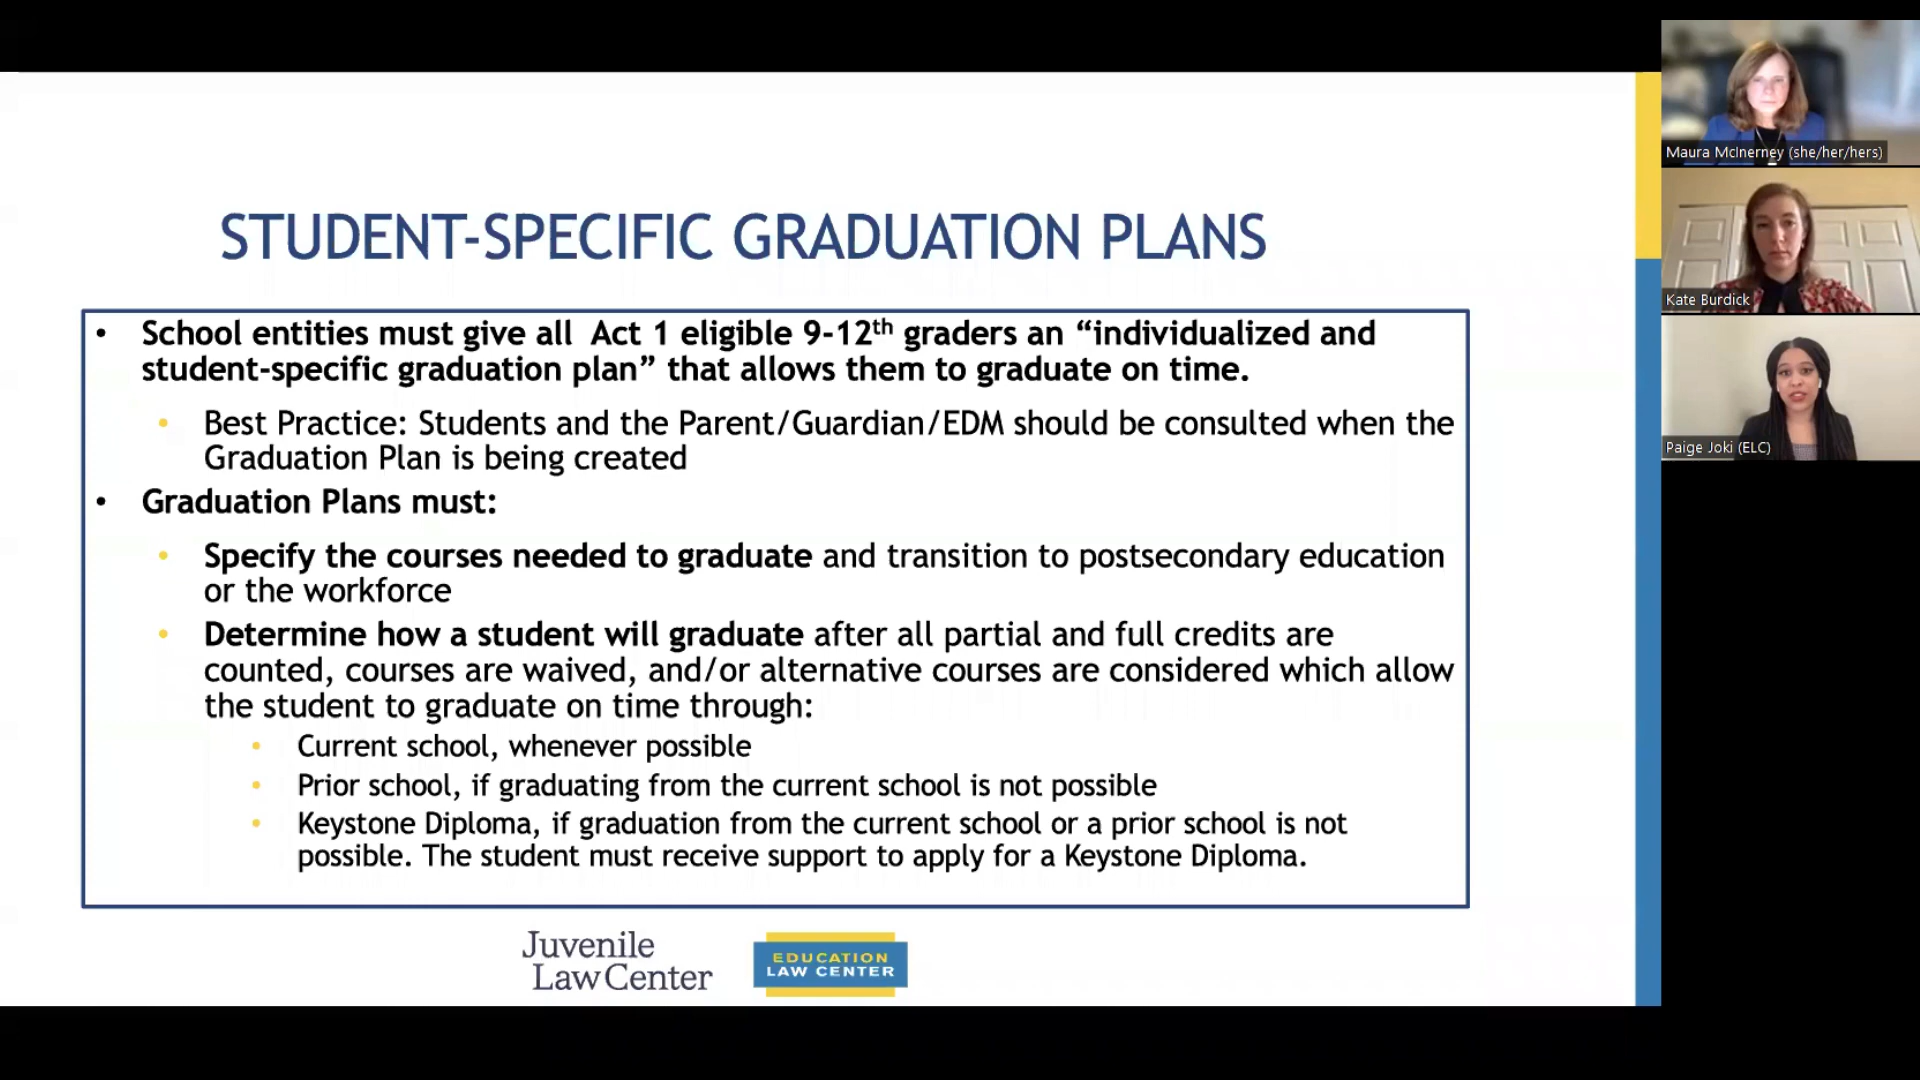 STUDENT-SPECIFIC GRADUATION PLANS
• School entities must give all Act 1 eligible 9-12th graders an “individualized and
student-specific graduation plan” that allows them to graduate on time.
• Best Practice: Students and the Parent/Guardian/EDM should be consulted when the
Graduation Plan is being created
• Graduation Plans must:
• Specify the courses needed to graduate and transition to postsecondary education
or the workforce
• Determine how a student will graduate after all partial and full credits are
counted, courses are waived, and/or alternative courses are considered which allow
the student to graduate on time through:
• Current school, whenever possible
• Prior school, if graduating from the current school is not possible
• Keystone Diploma, if graduation from the current school or a prior school is not
possible. The student must receive support to apply for a Keystone Diploma.
Juvenile
Law Center
EDUCATION
LAW CENTER
Maura McInerney (she/her/hers)
Kate Burdick
Paige Joki (ELC)